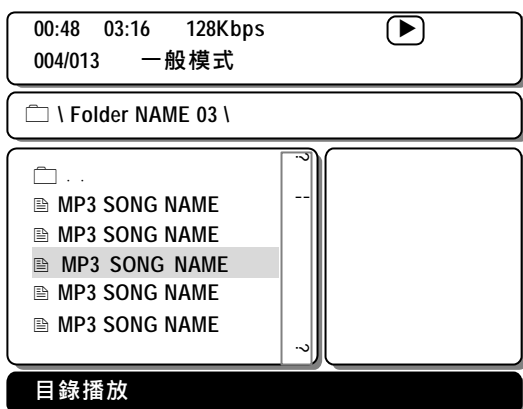 00:48 03:16 128Kbps
004/013 一般模式
\ Folder NAME 03 \
. .
MP3 SONG NAME
MP3 SONG NAME
MP3 SONG NAME
MP3 SONG NAME
MP3 SONG NAME
目錄播放